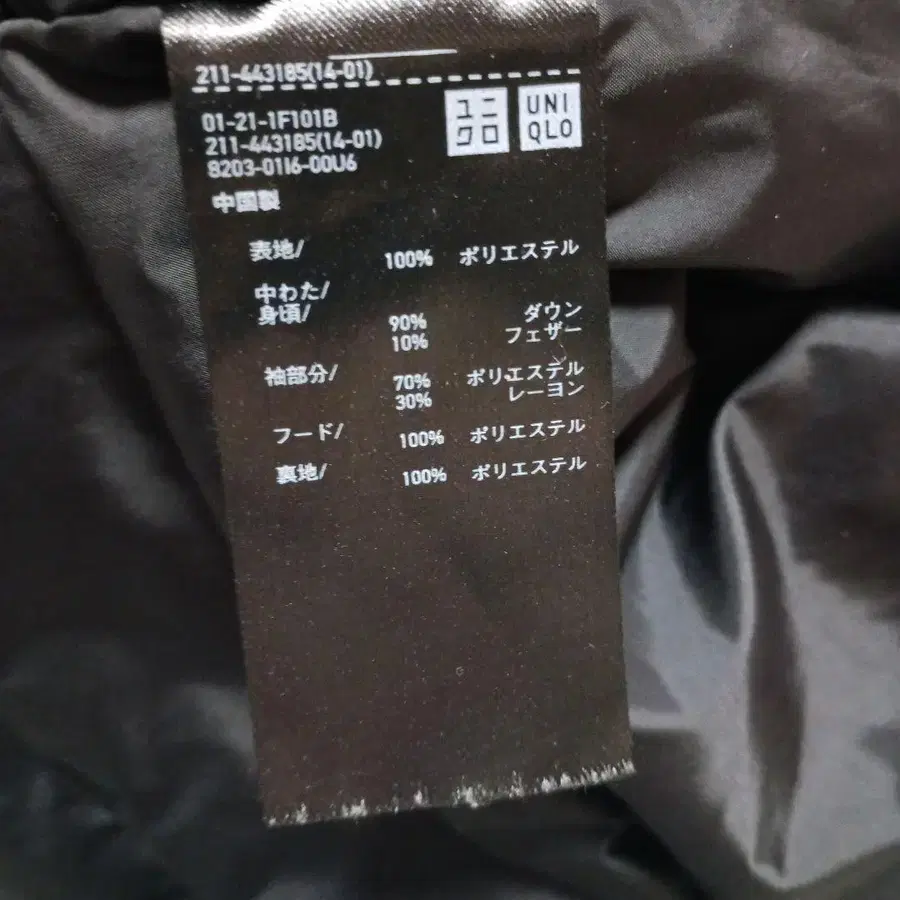 211-443185(14-01)
ユニ
クロ
UNI
QLO
01-21-1F101B
211-443185(14-01)
8203-01I6-00U6
中国製
表地/ 100% ポリエステル
中わた/
身頃/ 90% ダウン
10% フェザー
袖部分/ 70% ポリエステル
30% レーヨン
フード/ 100% ポリエステル
裏地/ 100% ポリエステル